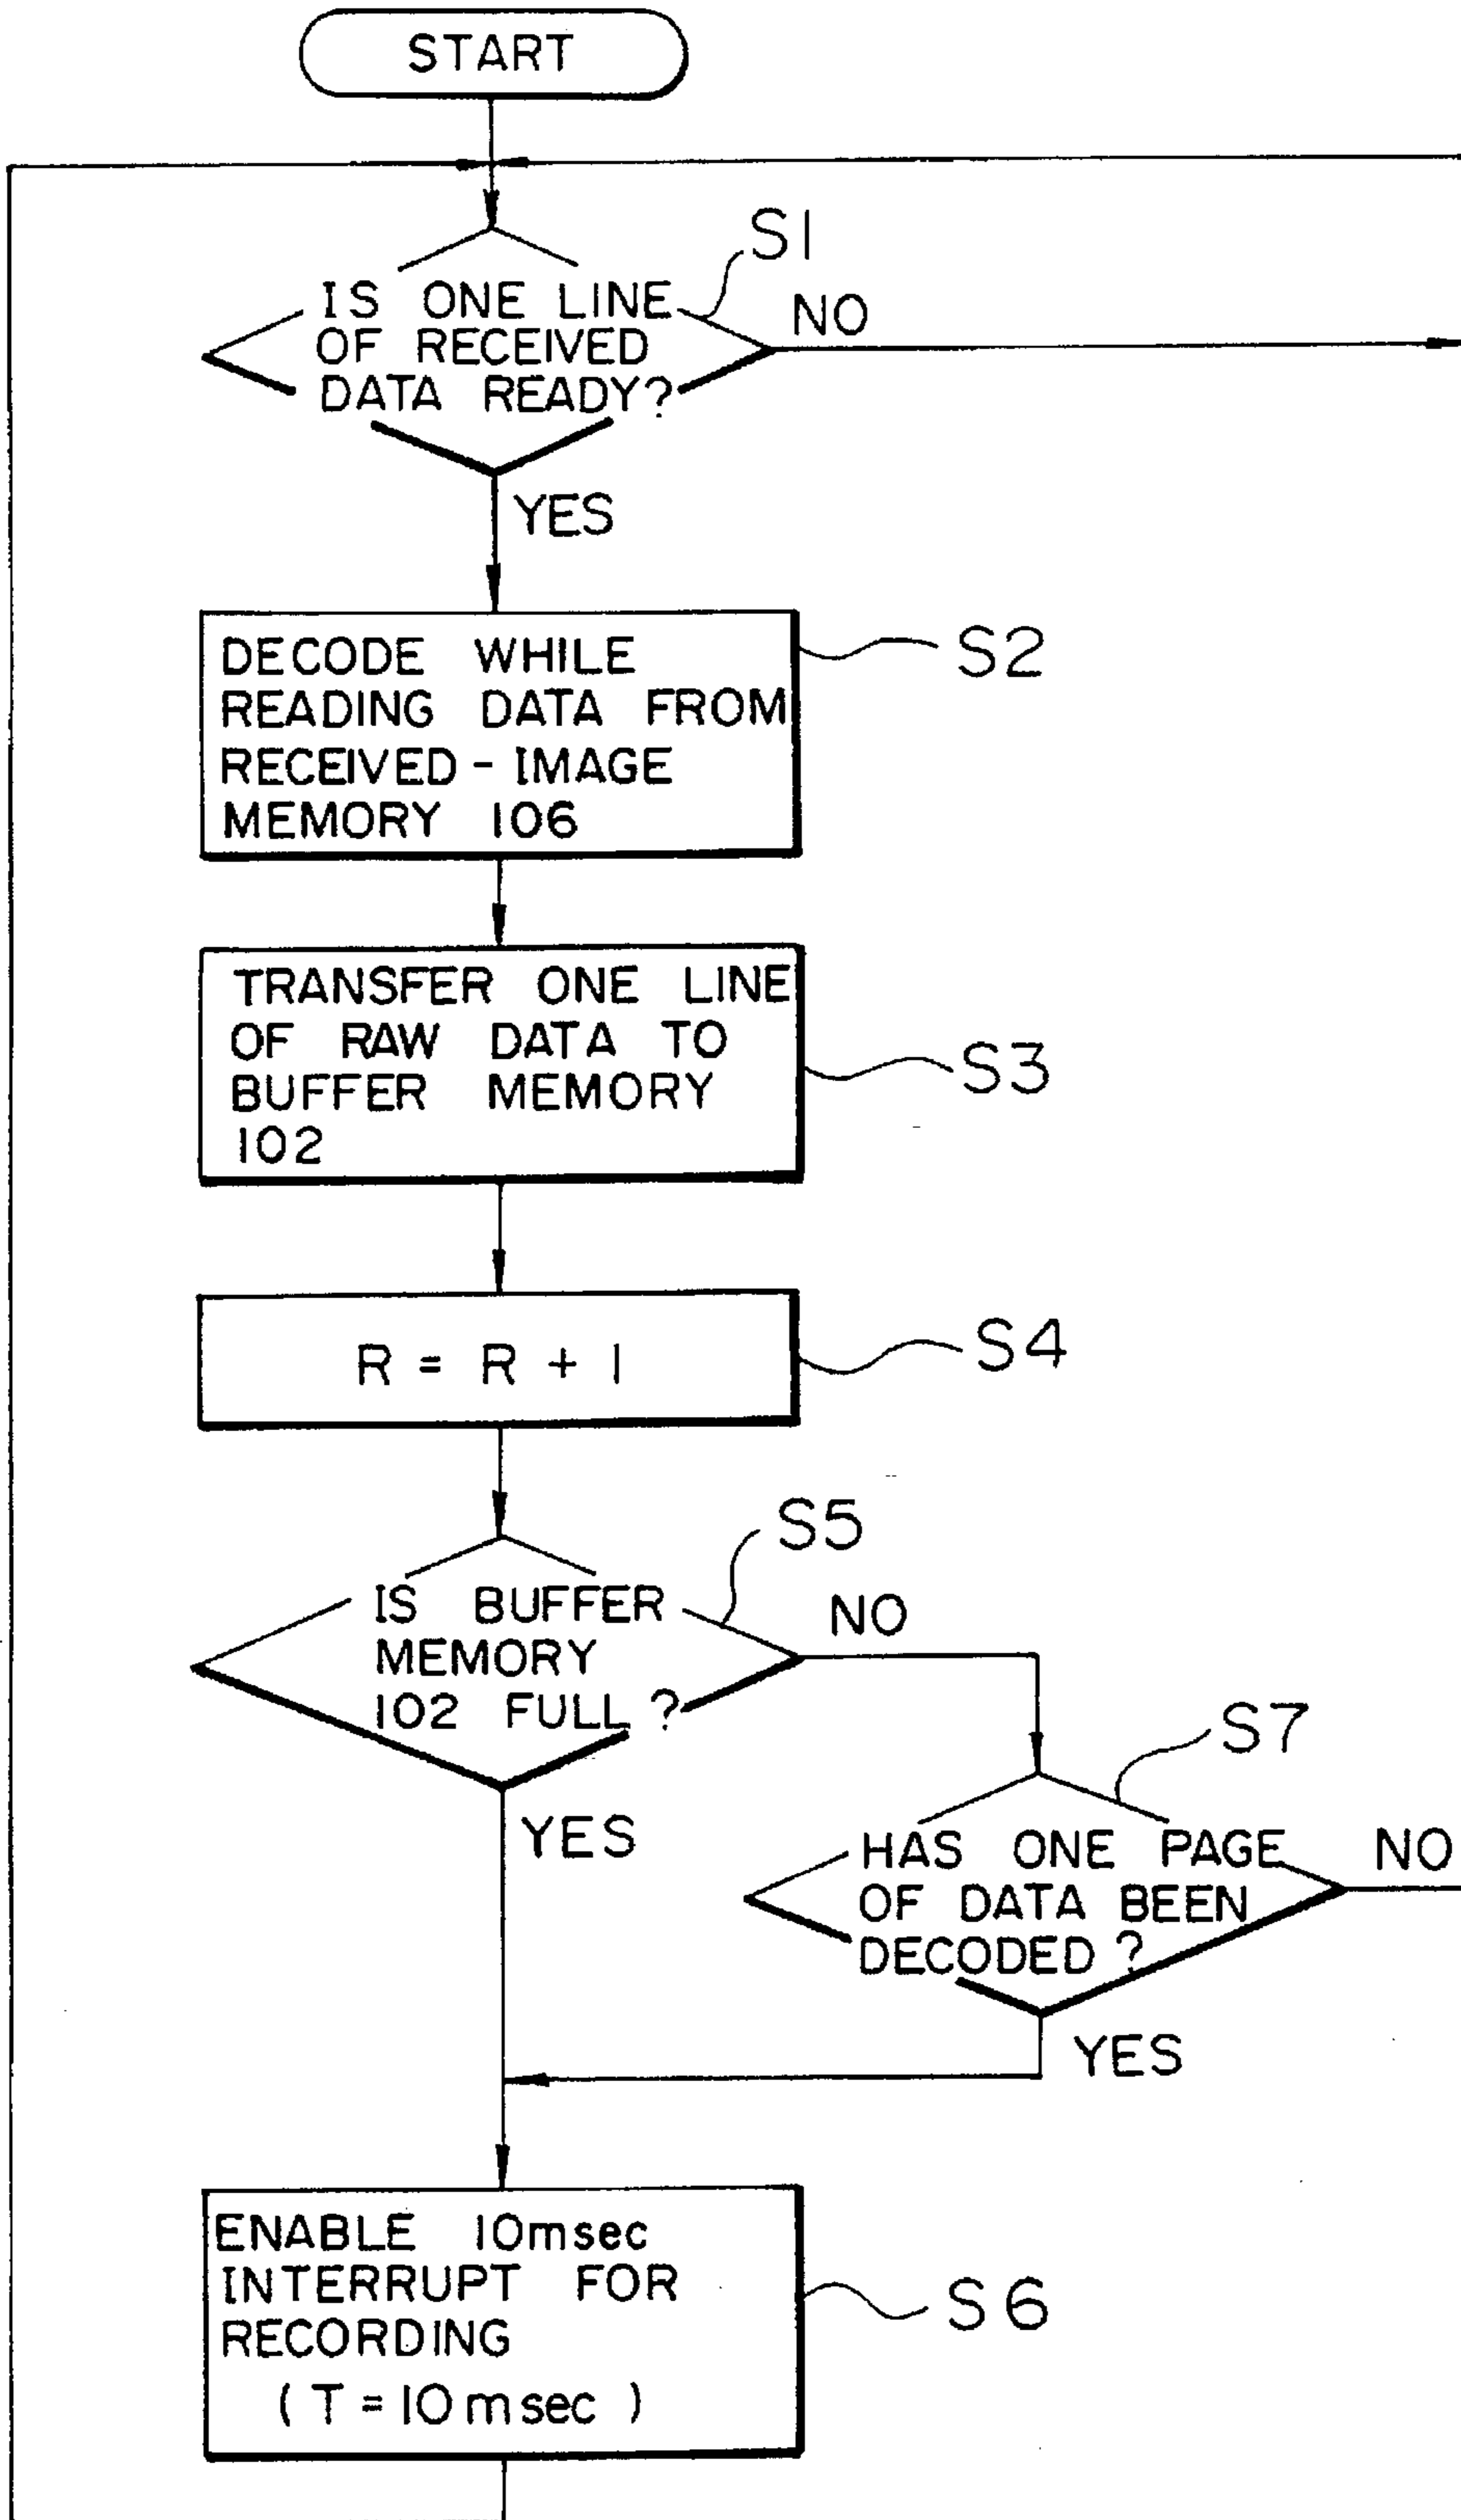 START
S1
IS ONE LINE
OF RECEIVED
DATA READY?
NO
YES
DECODE WHILE
READING DATA FROM
RECEIVED-IMAGE
MEMORY 106
S2
TRANSFER ONE LINE
OF RAW DATA TO
BUFFER MEMORY
102
S3
R = R + 1
S4
S5
IS BUFFER
MEMORY
102 FULL ?
NO
YES
S7
HAS ONE PAGE
OF DATA BEEN
DECODED ?
NO
YES
ENABLE 10msec
INTERRUPT FOR
RECORDING
( T = 10 msec )
S6